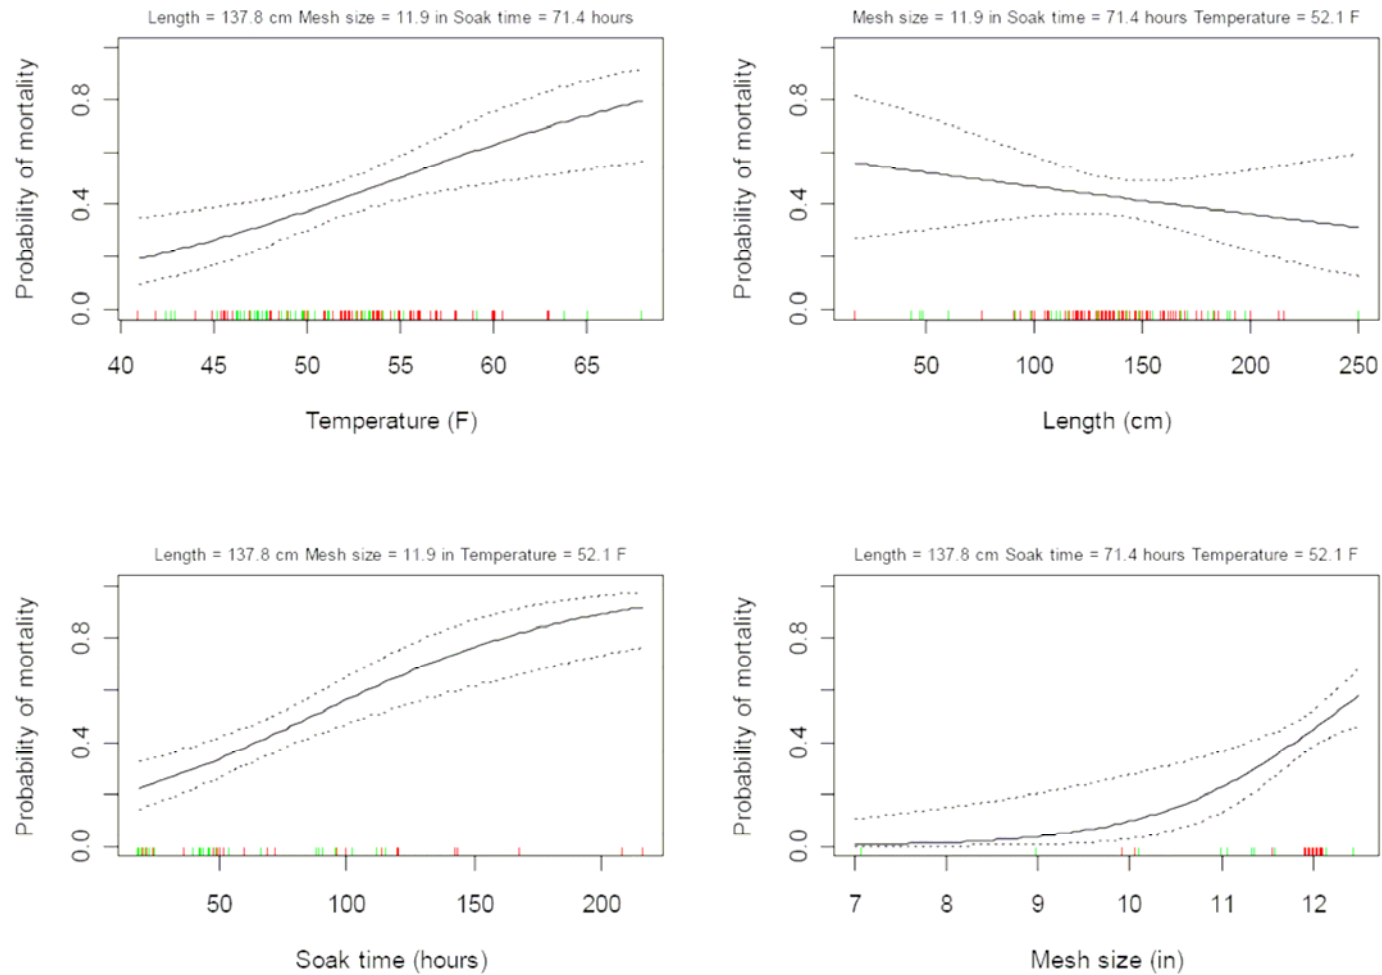 Length = 137.8 cm Mesh size = 11.9 in Soak time = 71.4 hours
Probability of mortality
0.0 0.4 0.8
40 45 50 55 60 65
Temperature (F)
Mesh size = 11.9 in Soak time = 71.4 hours Temperature = 52.1 F
Probability of mortality
0.0 0.4 0.8
50 100 150 200 250
Length (cm)
Length = 137.8 cm Mesh size = 11.9 in Temperature = 52.1 F
Probability of mortality
0.0 0.4 0.8
50 100 150 200
Soak time (hours)
Length = 137.8 cm Soak time = 71.4 hours Temperature = 52.1 F
Probability of mortality
0.0 0.4 0.8
7 8 9 10 11 12
Mesh size (in)